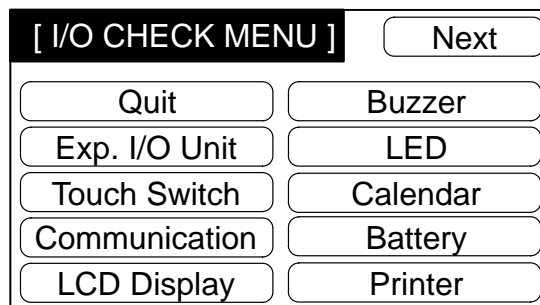 [ I/O CHECK MENU ] Next
Quit Buzzer
Exp. I/O Unit LED
Touch Switch Calendar
Communication Battery
LCD Display Printer